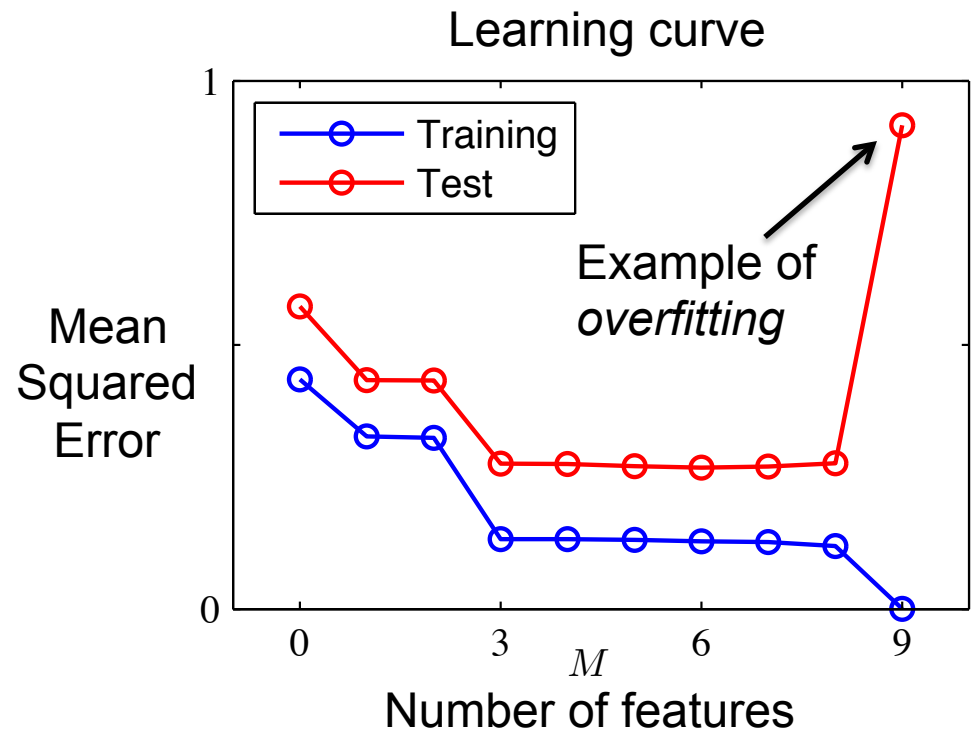 Learning curve
1
Training
Test
Example of
overfitting
Mean
Squared
Error
0
0 3 6 9
M
Number of features